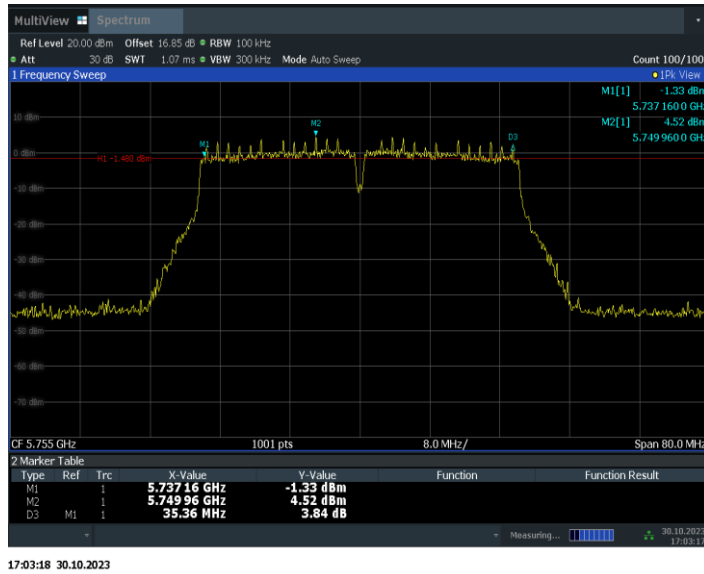 MultiView Spectrum
Ref Level 20.00 dBm Offset 16.85 dB RBW 100 kHz
Att 30 dB SWT 1.07 ms VBW 300 kHz Mode Auto Sweep Count 100/100
1 Frequency Sweep 1Pk View
M1[1] -1.33 dBm
5.737 160 0 GHz
M2[1] 4.52 dBm
5.749 960 0 GHz
10 dBm
M2
M1
D3
0 dBm
H1 -1.480 dBm
-10 dBm
-20 dBm
-30 dBm
-40 dBm
-50 dBm
-60 dBm
-70 dBm
CF 5.755 GHz 1001 pts 8.0 MHz/ Span 80.0 MHz
2 Marker Table
Type Ref Trc X-Value Y-Value Function Function Result
M1 1 5.737 16 GHz -1.33 dBm
M2 1 5.749 96 GHz 4.52 dBm
D3 M1 1 35.36 MHz 3.84 dB
Measuring... 30.10.2023
17:03:17
17:03:18 30.10.2023